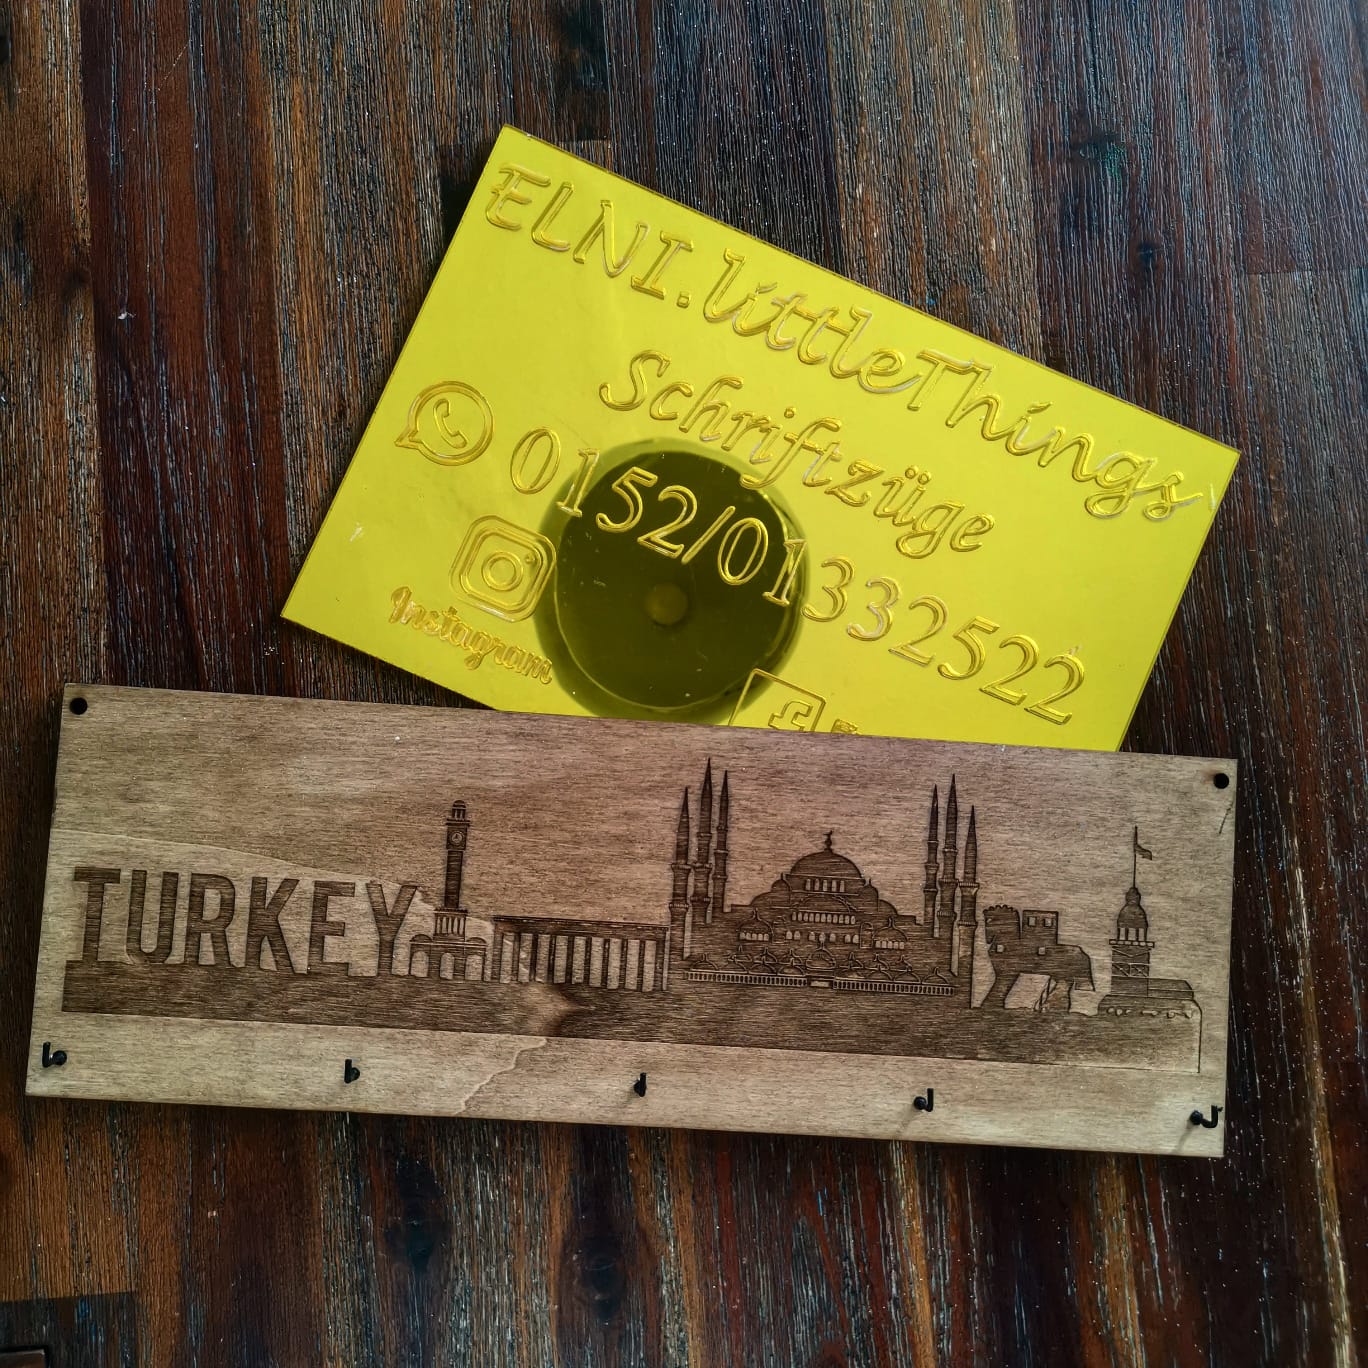 ELNI.littleThings
Schriftzüge
0152/01332522
Instagram
TURKEY